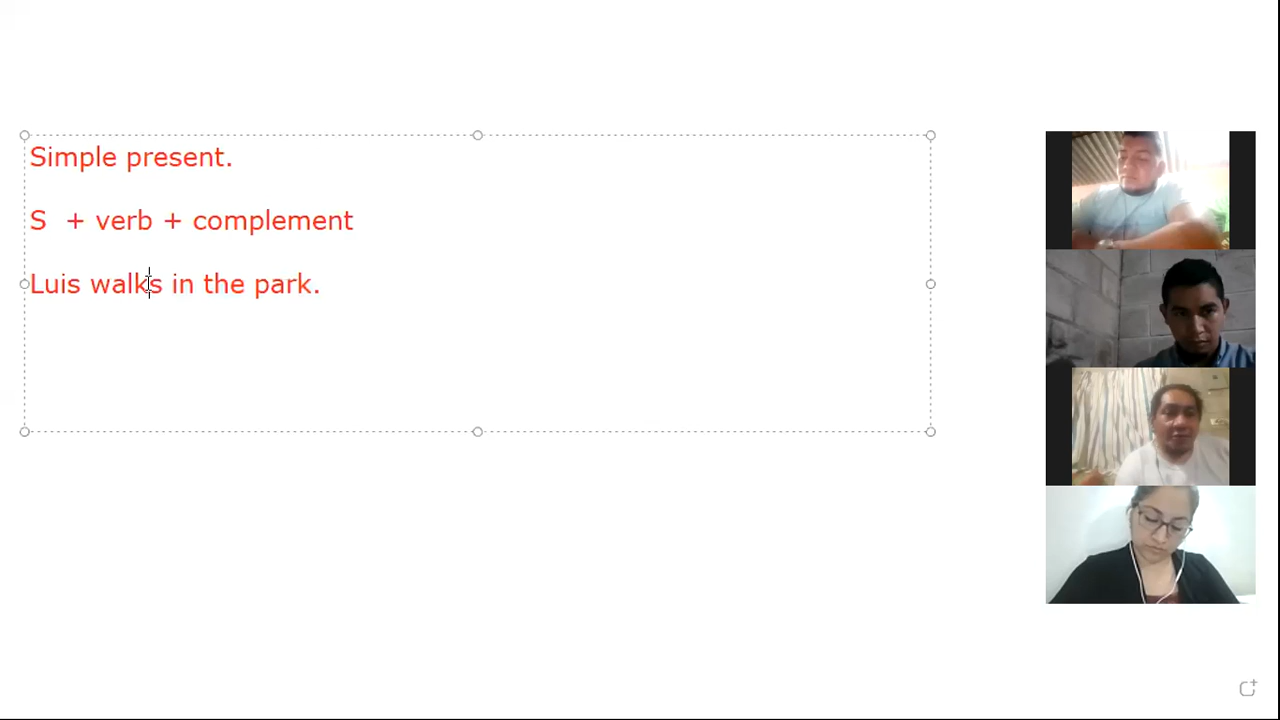 Simple present.
S + verb + complement
Luis walks in the park.